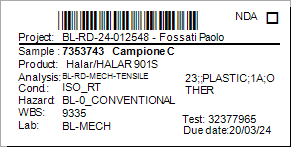 NDA
Project: BL-RD-24-012548 - Fossati Paolo
Sample : 7353743 Campione C
Product: Halar/HALAR 901S
Analysis: BL-RD-MECH-TENSILE 23;;PLASTIC;1A;O
THER
Cond.: ISO_RT
Hazard: BL-0_CONVENTIONAL
WBS: 9335 Test: 32377965
Lab: BL-MECH Due date:20/03/24